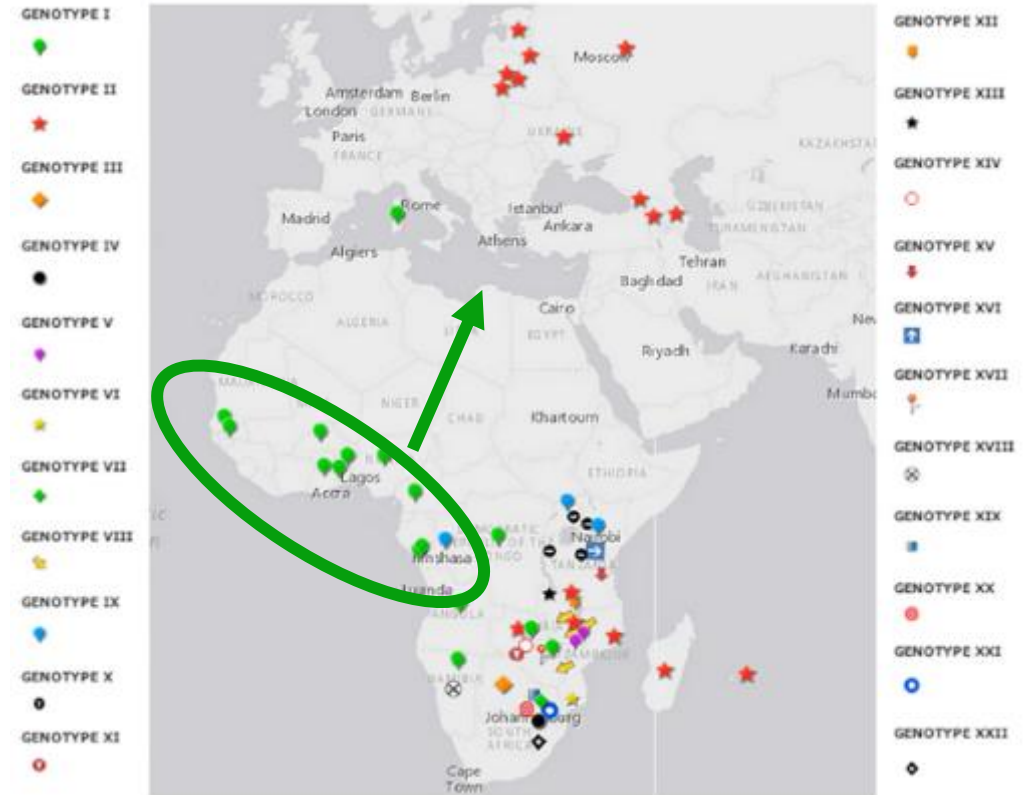 GENOTYPE I
GENOTYPE II
GENOTYPE III
GENOTYPE IV
GENOTYPE V
GENOTYPE VI
GENOTYPE VII
GENOTYPE VIII
GENOTYPE IX
GENOTYPE X
GENOTYPE XI
Moscow
Amsterdam Berlin
London GERMANY
Paris
UKRAINE
FRANCE
KAZAKHSTA
Rome
Istanbul
UZBEKISTAN
Madrid
Ankara
TURKMENISTAN
Athens
Algiers
Tehran
Baghdad
IRAN
AFGHANISTAN
MOROCCO
Cairo
ALGERIA
EGYPT
New
Riyadh
Karachi
Mumba
NIGER
CHAD
Khartoum
ETHIOPIA
Lagos
Accra
Nairobi
Kinshasa
TANZANIA
Luanda
ANGOLA
NAMIBIA
Johannesburg
SOUTH
AFRICA
Cape
Town
GENOTYPE XII
GENOTYPE XIII
GENOTYPE XIV
GENOTYPE XV
GENOTYPE XVI
GENOTYPE XVII
GENOTYPE XVIII
GENOTYPE XIX
GENOTYPE XX
GENOTYPE XXI
GENOTYPE XXII